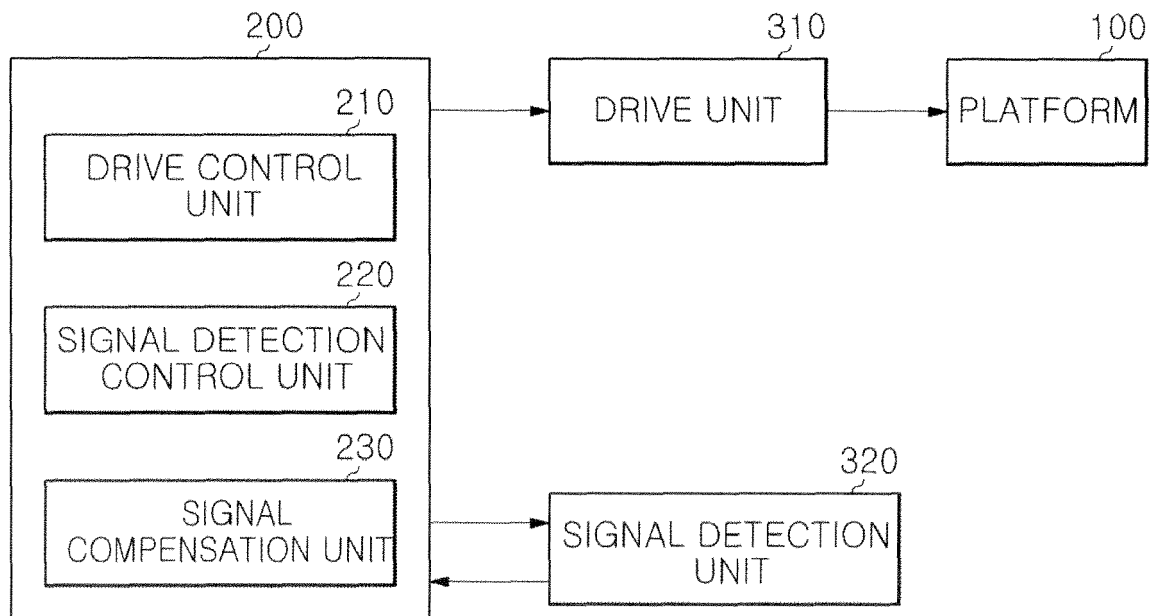 200
310
100
210
DRIVE UNIT
PLATFORM
DRIVE CONTROL
UNIT
220
SIGNAL DETECTION
CONTROL UNIT
230
320
SIGNAL
COMPENSATION UNIT
SIGNAL DETECTION
UNIT